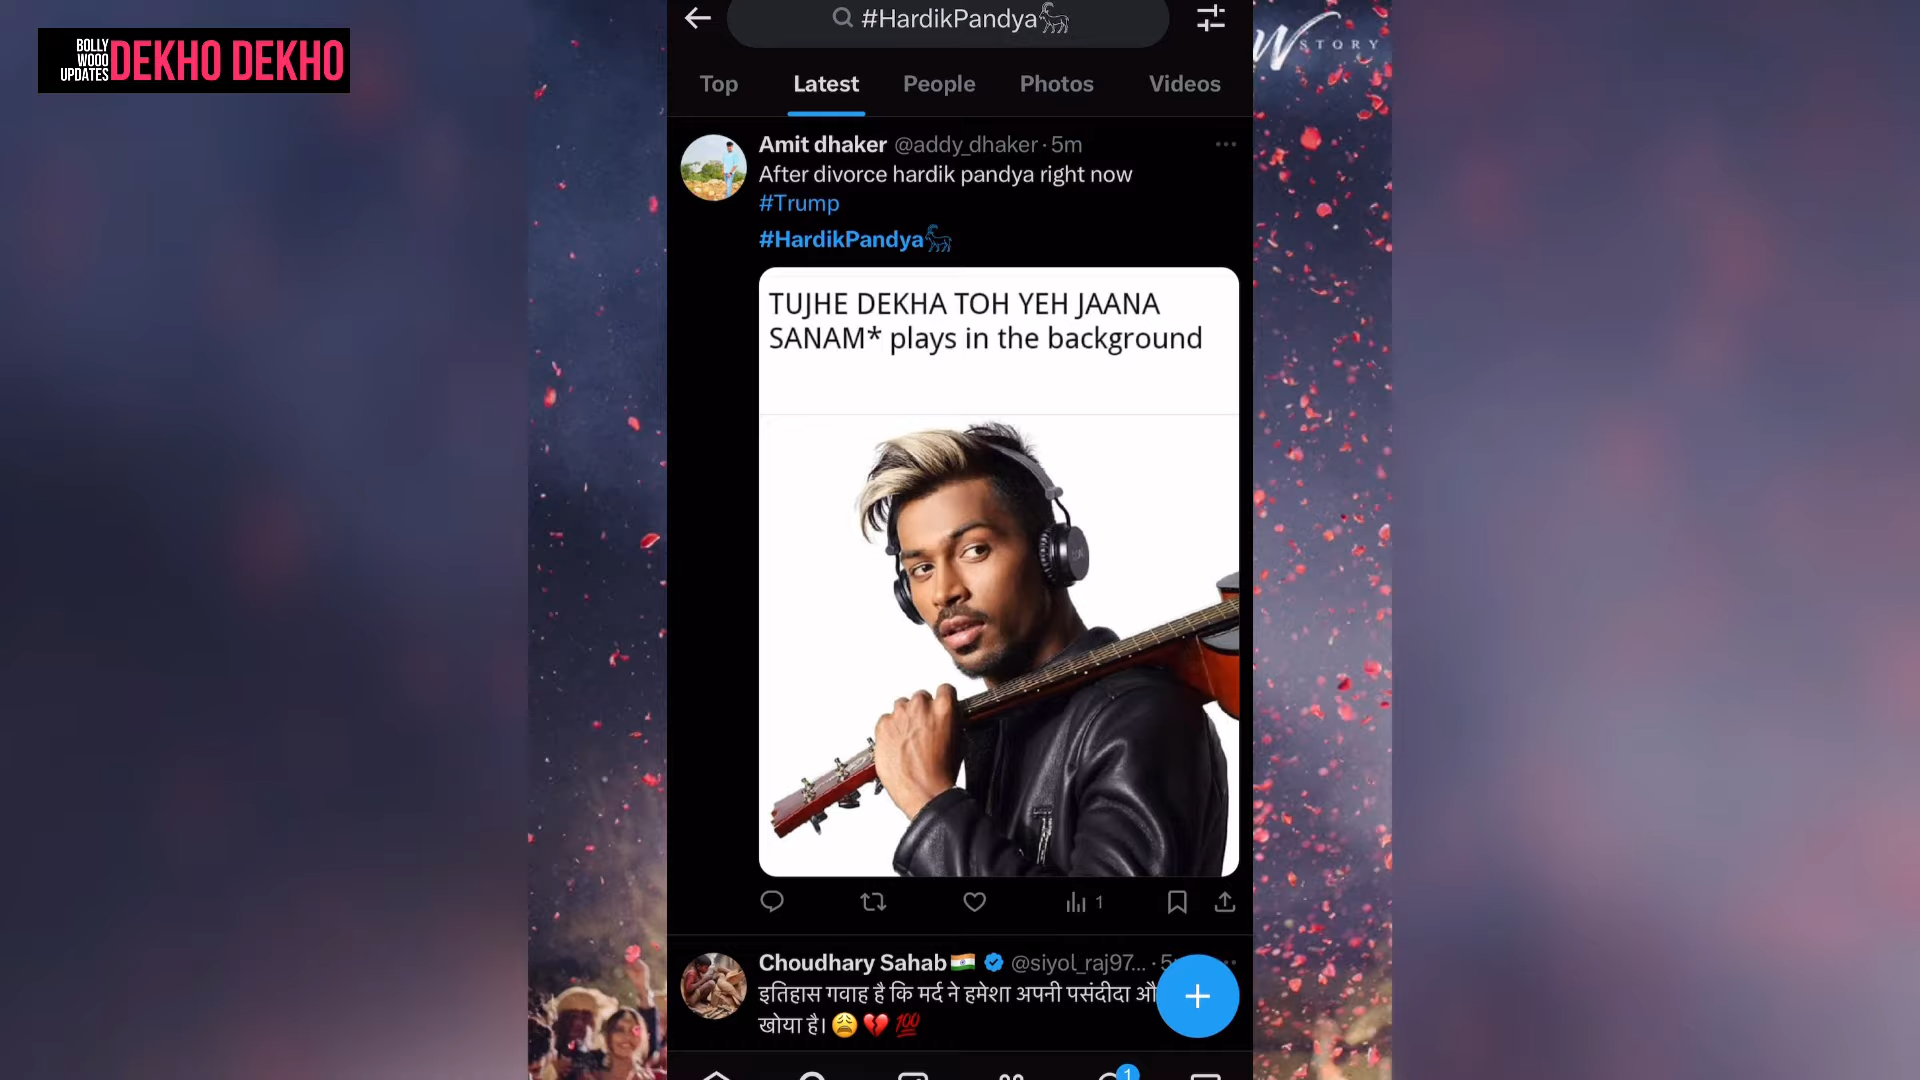 BOLLY
WOOO
UPDATES
DEKHO DEKHO
#HardikPandya
STORY
Top Latest People Photos Videos
Amit dhaker @addy_dhaker · 5m
After divorce hardik pandya right now
#Trump
#HardikPandya
TUJHE DEKHA TOH YEH JAANA
SANAM* plays in the background
1
Choudhary Sahab🇮🇳 @siyol_raj97... ·
इतिहास गवाह है कि मर्द ने हमेशा अपनी पसंदीदा
खोया है। 😩 💔 💯
1